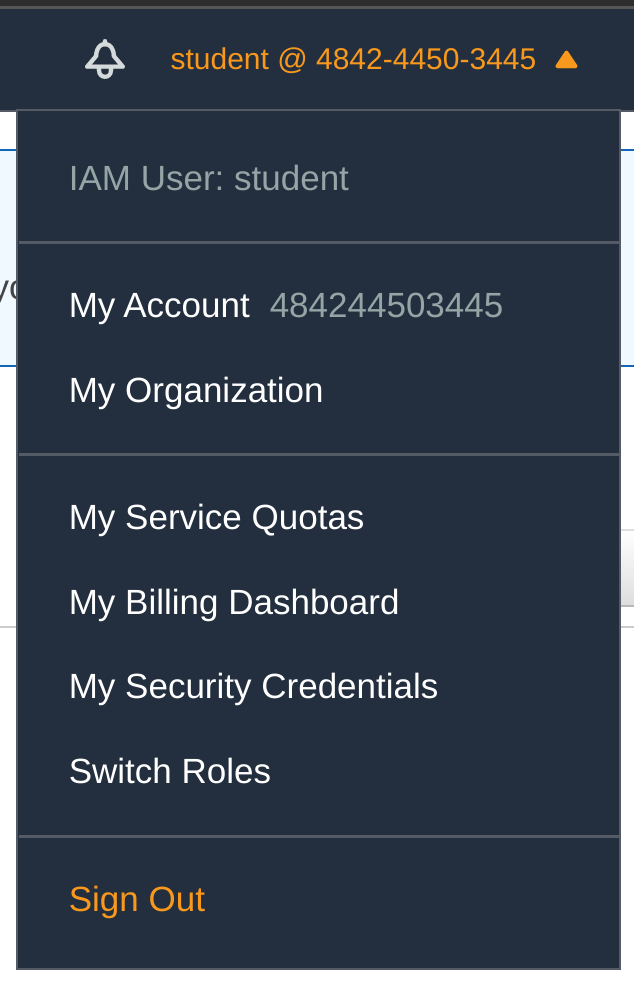 student @ 4842-4450-3445
IAM User: student
My Account 484244503445
My Organization
My Service Quotas
My Billing Dashboard
My Security Credentials
Switch Roles
Sign Out